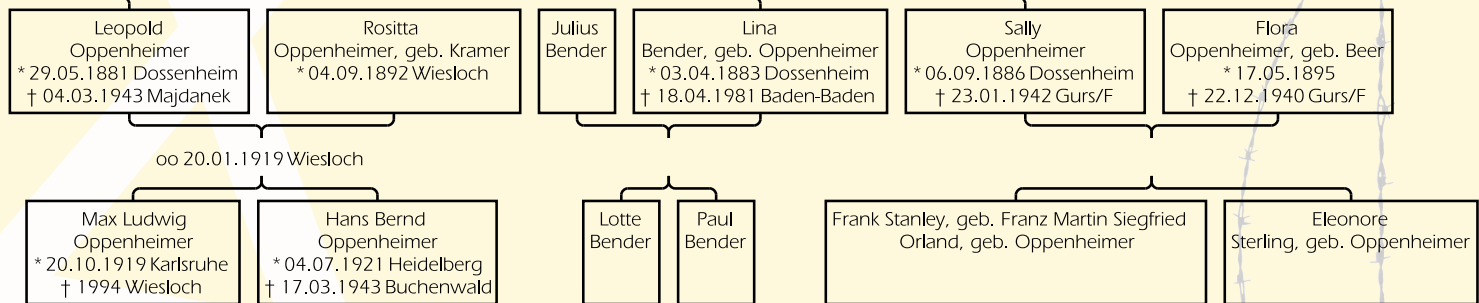 Leopold
Oppenheimer
* 29.05.1881 Dossenheim
† 04.03.1943 Majdanek
Rositta
Oppenheimer, geb. Kramer
* 04.09.1892 Wiesloch
Julius
Bender
Lina
Bender, geb. Oppenheimer
* 03.04.1883 Dossenheim
† 18.04.1981 Baden-Baden
Sally
Oppenheimer
* 06.09.1886 Dossenheim
† 23.01.1942 Gurs/F
Flora
Oppenheimer, geb. Beer
* 17.05.1895
† 22.12.1940 Gurs/F
oo 20.01.1919 Wiesloch
Max Ludwig
Oppenheimer
* 20.10.1919 Karlsruhe
† 1994 Wiesloch
Hans Bernd
Oppenheimer
* 04.07.1921 Heidelberg
† 17.03.1943 Buchenwald
Lotte
Bender
Paul
Bender
Frank Stanley, geb. Franz Martin Siegfried
Orland, geb. Oppenheimer
Eleonore
Sterling, geb. Oppenheimer